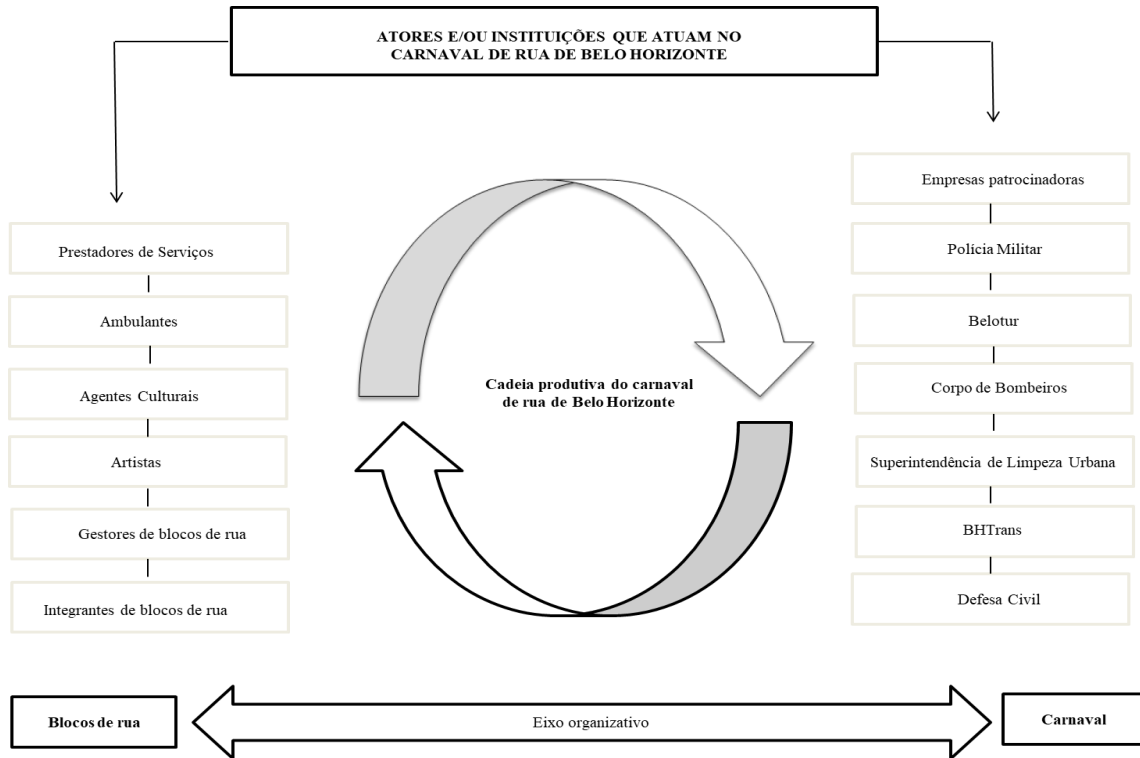 ATORES E/OU INSTITUIÇÕES QUE ATUAM NO
CARNAVAL DE RUA DE BELO HORIZONTE
Prestadores de Serviços
Ambulantes
Agentes Culturais
Artistas
Gestores de blocos de rua
Integrantes de blocos de rua
Cadeia produtiva do carnaval
de rua de Belo Horizonte
Empresas patrocinadoras
Polícia Militar
Belotur
Corpo de Bombeiros
Superintendência de Limpeza Urbana
BHTrans
Defesa Civil
Blocos de rua
Eixo organizativo
Carnaval